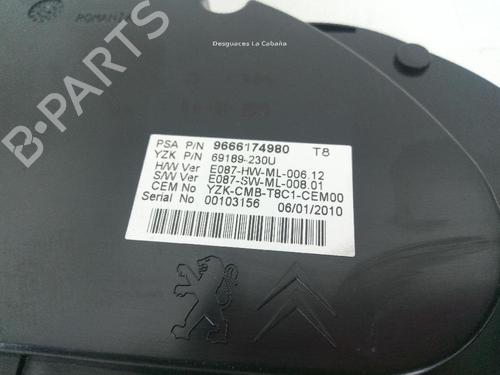 ROMANIA
Desguaces La Cabaña
PSA P/N 9666174980 T8
YZK P/N 69189-230U
H/W Ver E087-HW-ML-006.12
S/W Ver E087-SW-ML-008.01
CEM No YZK-CMB-T8C1-CEM00
Serial No 00103156 06/01/2010